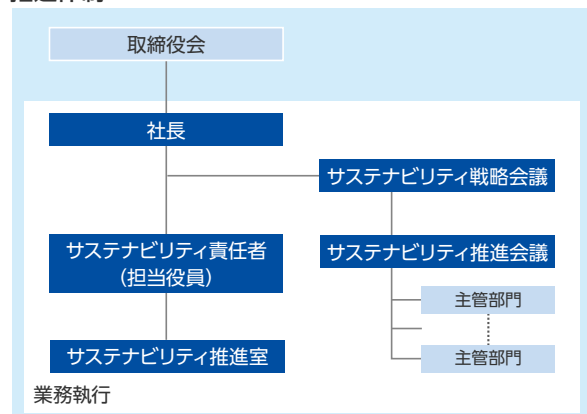 取締役会
社長
サステナビリティ戦略会議
サステナビリティ責任者
(担当役員)
サステナビリティ推進会議
主管部門
サステナビリティ推進室
主管部門
業務執行